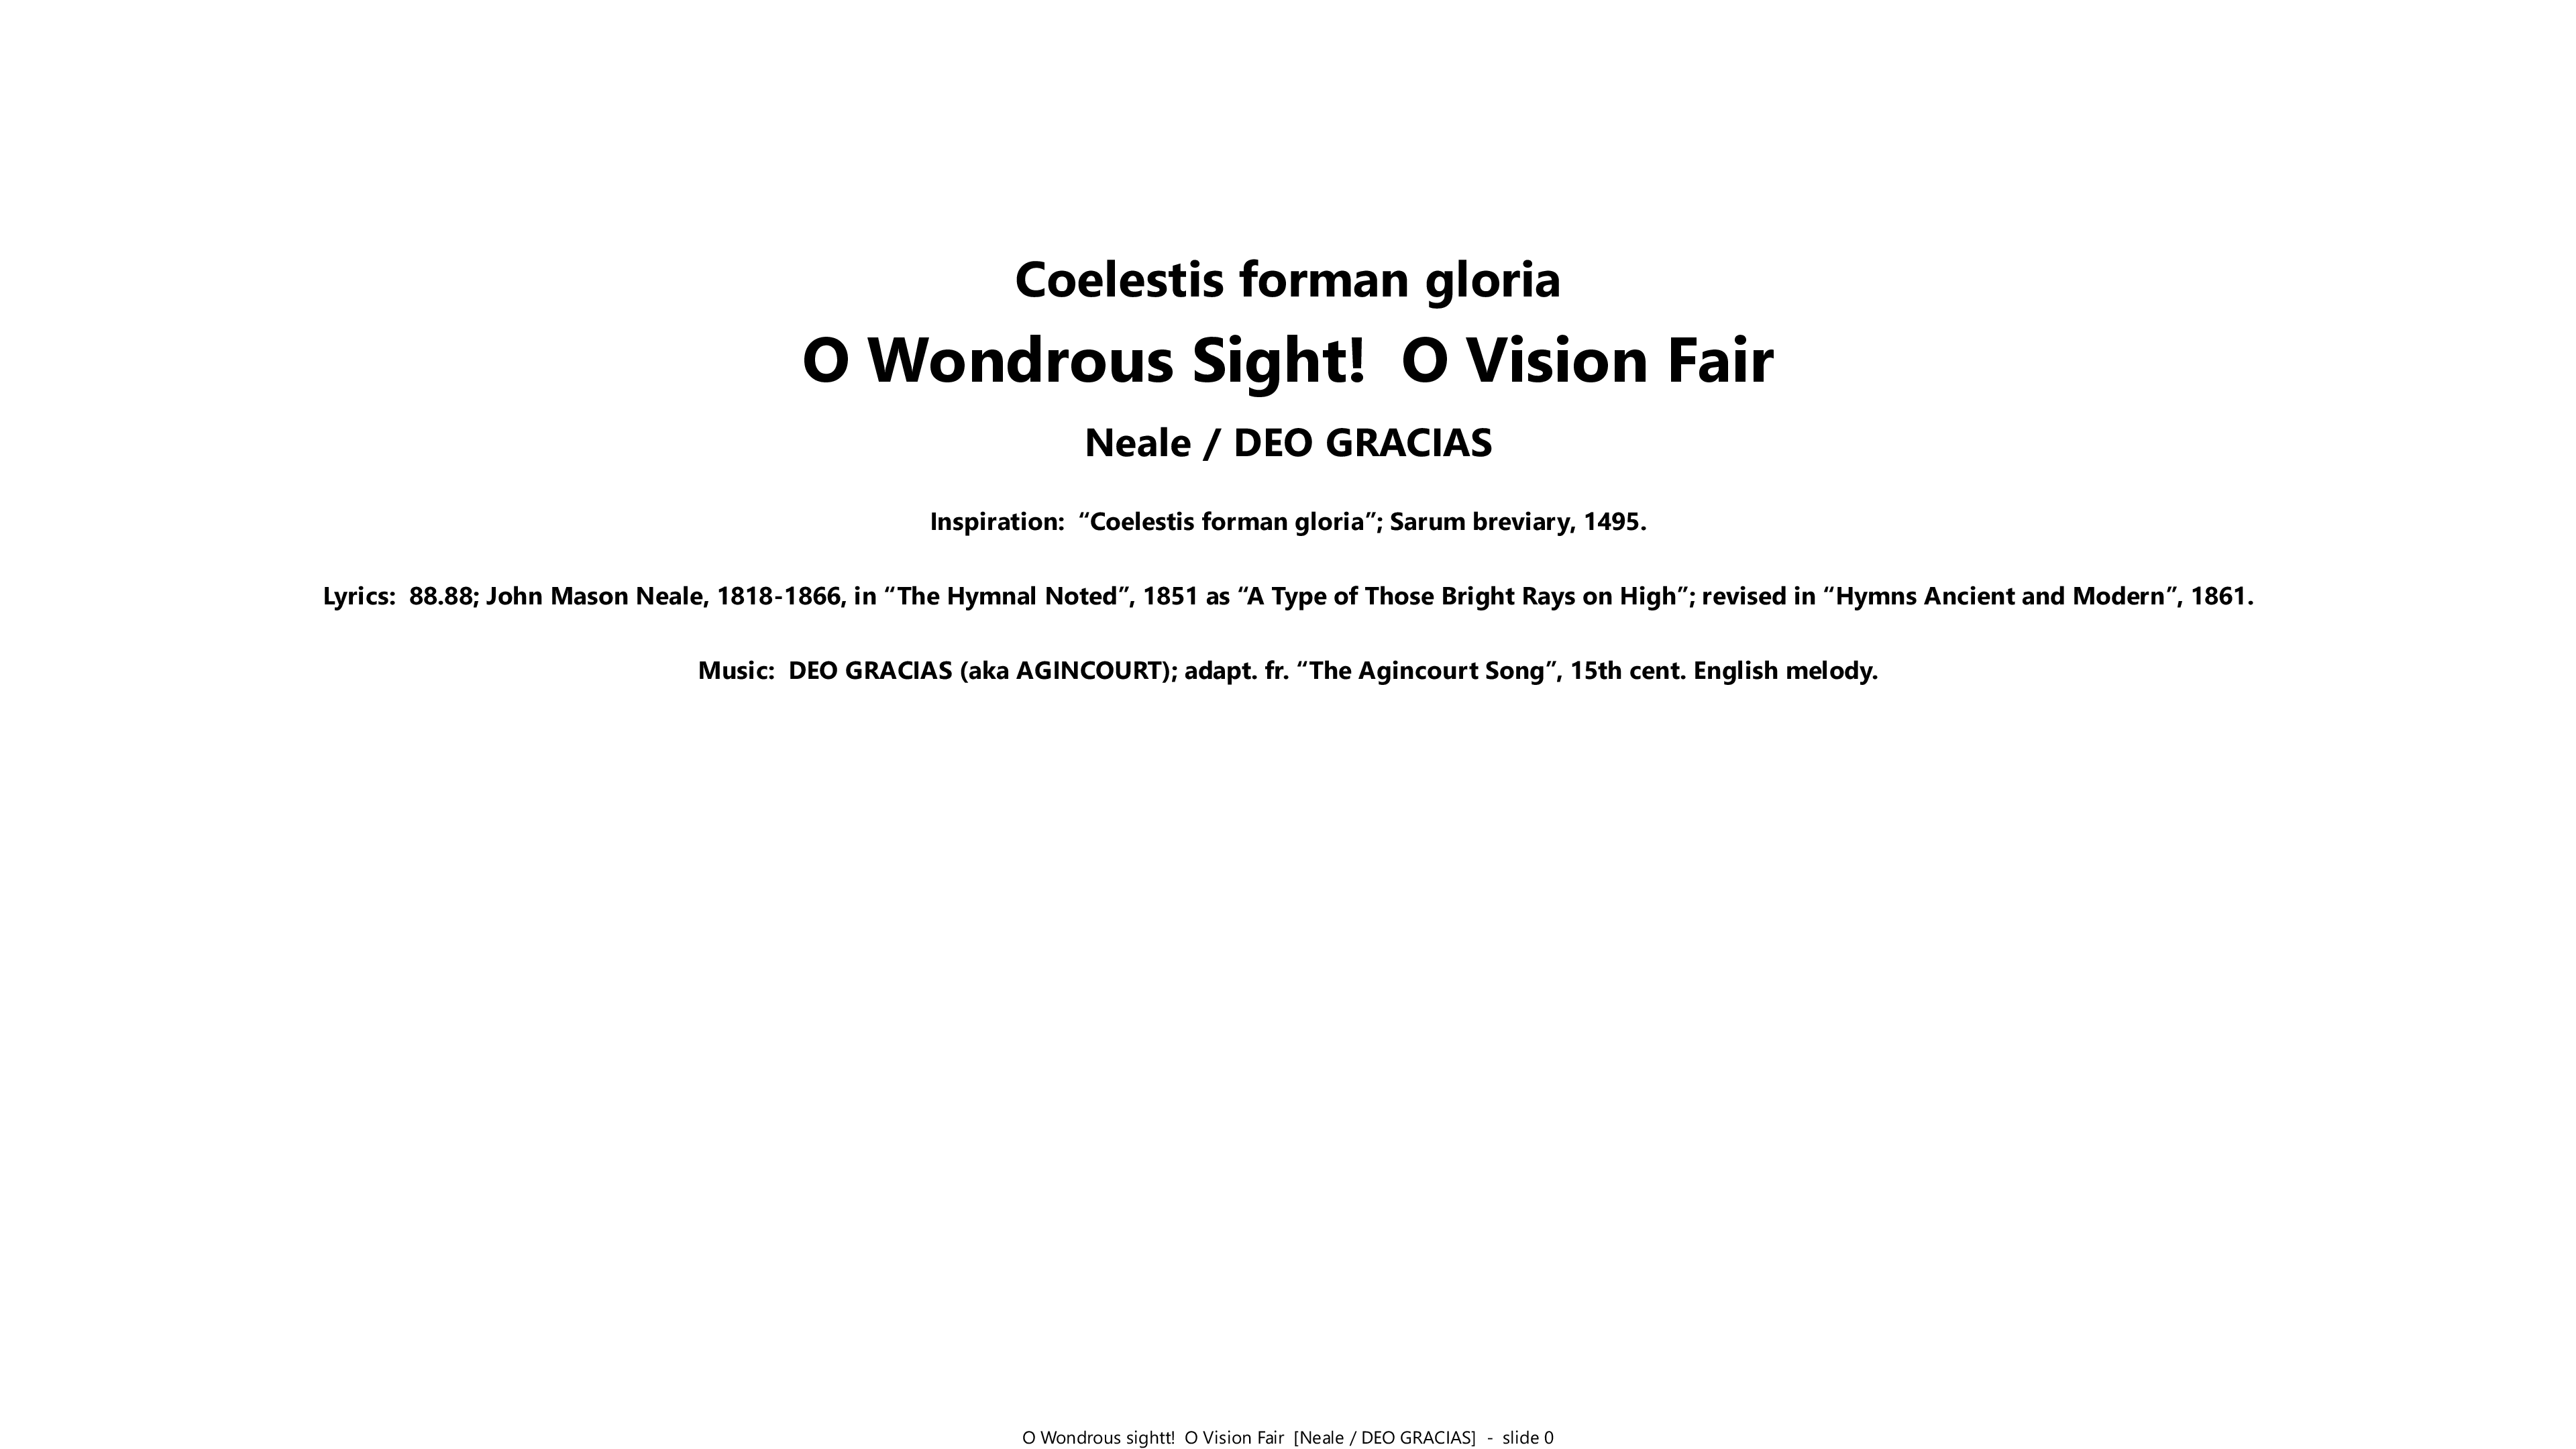 Coelestis forman gloria
O Wondrous Sight!  O Vision Fair
Neale / DEO GRACIAS
Inspiration:  “Coelestis forman gloria”; Sarum breviary, 1495.
Lyrics:  88.88; John Mason Neale, 1818-1866, in “The Hymnal Noted”, 1851 as “A Type of Those Bright Rays on High”; revised in “Hymns Ancient and Modern”, 1861.
Music:  DEO GRACIAS (aka AGINCOURT); adapt. fr. “The Agincourt Song”, 15th cent. English melody.
O Wondrous sightt!  O Vision Fair  [Neale / DEO GRACIAS]  -  slide 0